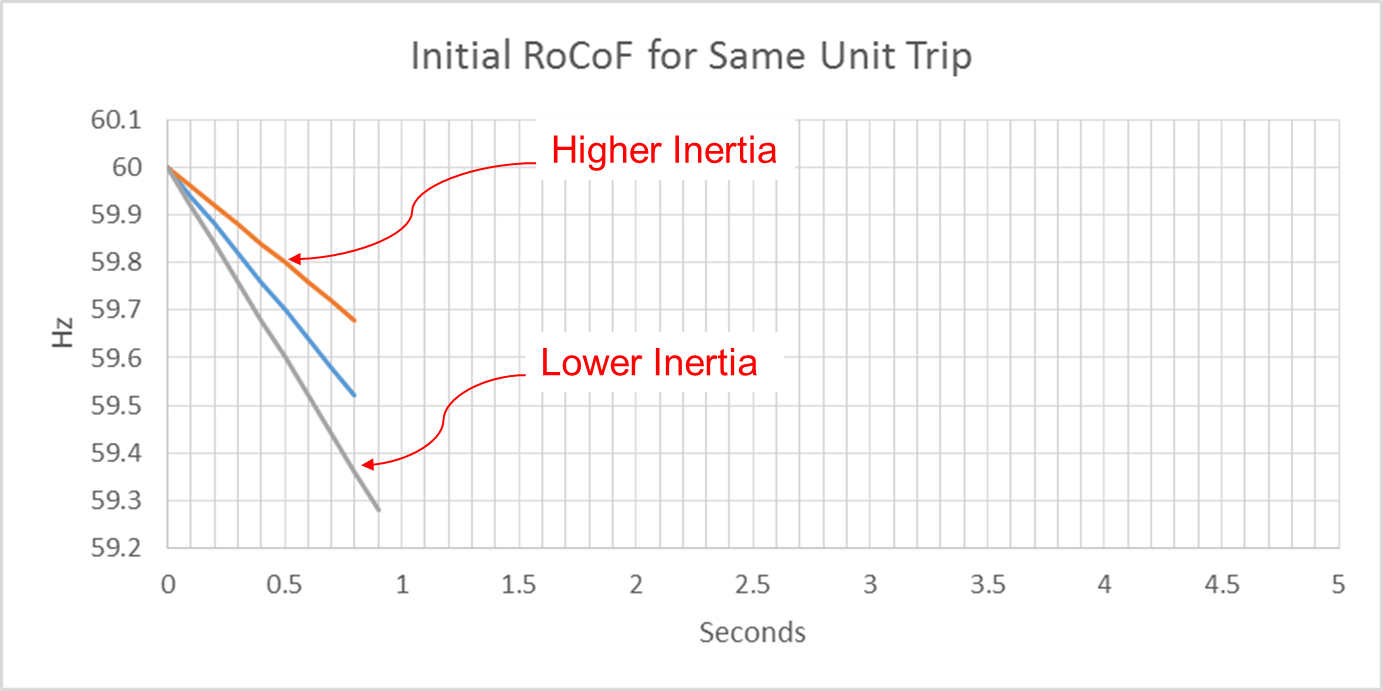 Initial RoCoF for Same Unit Trip
60.1
Higher Inertia
60
59.9
59.8
59.7
Hz
59.6
Lower Inertia
59.5
59.4
59.3
59.2
0 0.5 1 1.5 2 2.5 3 3.5 4 4.5 5
Seconds